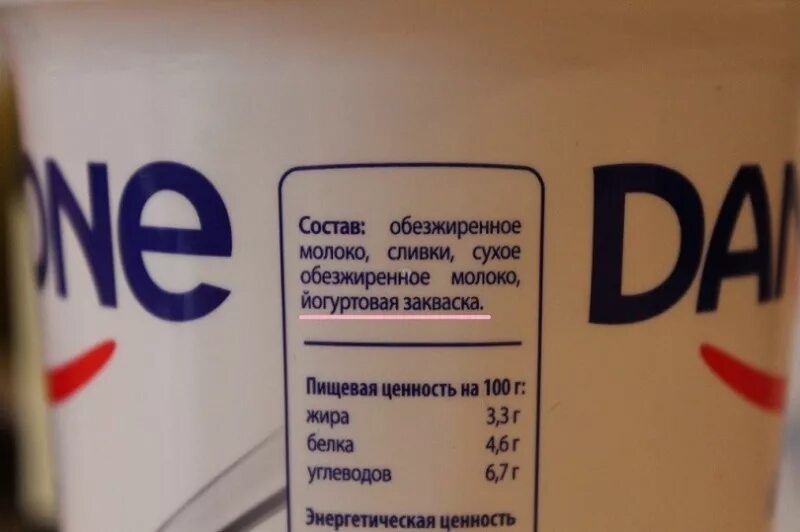 ONE
DAN
Состав: обезжиренное
молоко, сливки, сухое
обезжиренное молоко,
йогуртовая закваска.
Пищевая ценность на 100 г:
жира 3,3 г
белка 4,6 г
углеводов 6,7 г
Энергетическая ценность